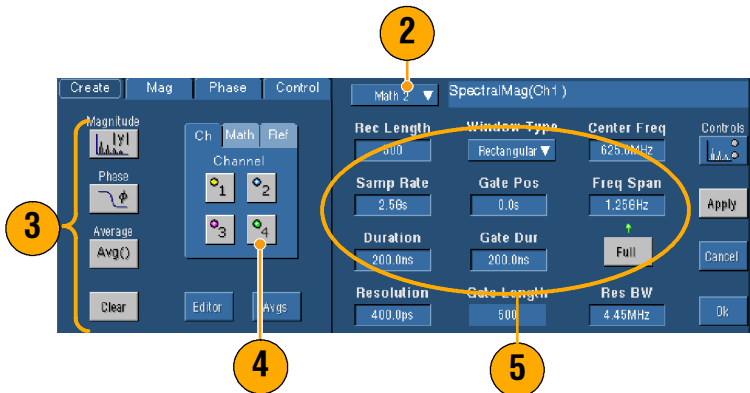 2
Create Mag Phase Control
Math 2 SpectralMag(Ch1)
Magnitude
|y|
Phase
ϕ
Average
Avg()
Clear
Ch Math Ref
Channel
1 2
3 4
Editor Avgs
Rec Length Window Type Center Freq Controls
500 Rectangular 625.0MHz
Samp Rate Gate Pos Freq Span
2.5G 0.0s 1.25GHz Apply
Duration Gate Dur
200.0ns 200.0ns Full Cancel
Resolution Gate Length Res BW
400.0ps 500 4.45MHz Ok
3
4
5